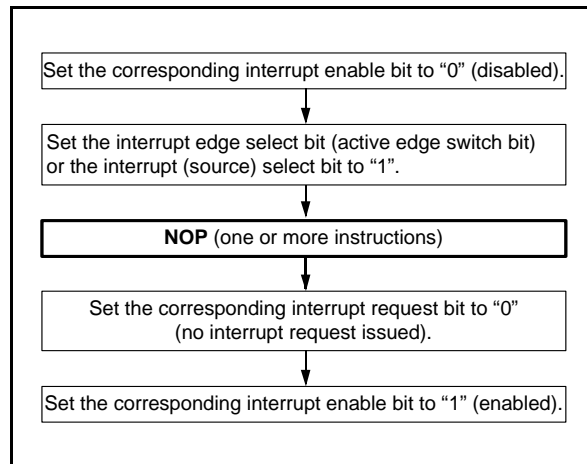 Set the corresponding interrupt enable bit to “0” (disabled).
Set the interrupt edge select bit (active edge switch bit)
or the interrupt (source) select bit to “1”.
NOP (one or more instructions)
Set the corresponding interrupt request bit to “0”
(no interrupt request issued).
Set the corresponding interrupt enable bit to “1” (enabled).